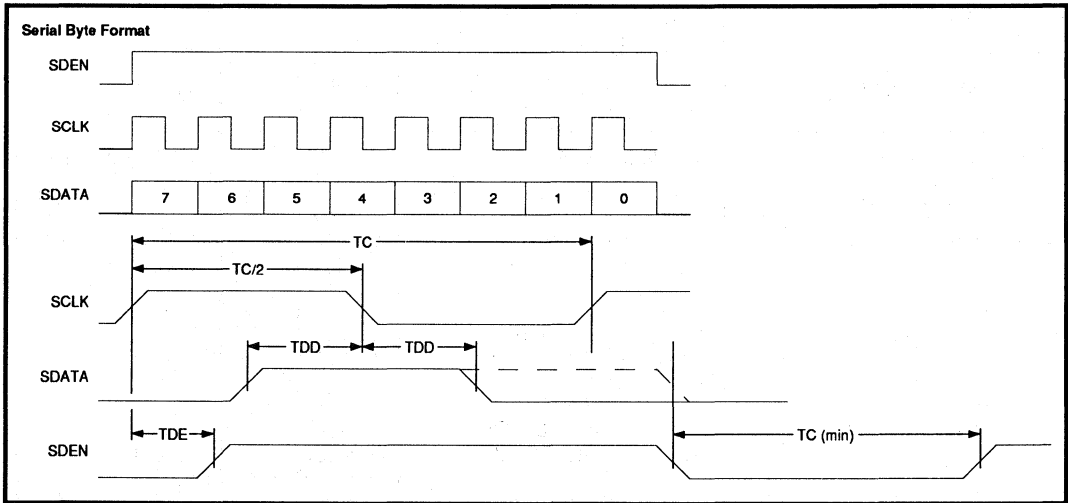 Serial Byte Format
SDEN
SCLK
SDATA
7 6 5 4 3 2 1 0
TC
TC/2
SCLK
TDD TDD
SDATA
TDE
TC (min)
SDEN